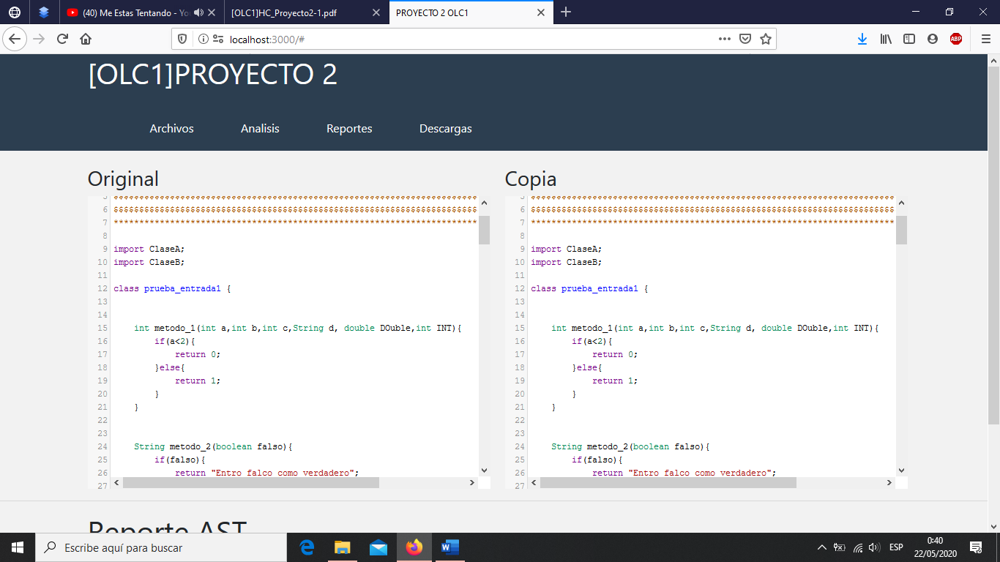 (40) Me Estas Tentando - Yo
[OLC1]HC_Proyecto2-1.pdf
PROYECTO 2 OLC1
localhost:3000/#
ABP
[OLC1]PROYECTO 2
Archivos Analisis Reportes Descargas
Original
5
6 $$$$$$$$$$$$$$$$$$$$$$$$$$$$$$$$$$$$$$$$$$$$$$$$$$$$$$$$$$$$$$$$$$$$$$$
7 ***********************************************************************
8
9 import ClaseA;
10 import ClaseB;
11
12 class prueba_entrada1 {
13
14
15 int metodo_1(int a,int b,int c,String d, double DOuble,int INT){
16 if(a<2){
17 return 0;
18 }else{
19 return 1;
20 }
21 }
22
23
24 String metodo_2(boolean falso){
25 if(falso){
26 return "Entro falco como verdadero";
27
Copia
5
6 $$$$$$$$$$$$$$$$$$$$$$$$$$$$$$$$$$$$$$$$$$$$$$$$$$$$$$$$$$$$$$$$$$$$$$$
7 ***********************************************************************
8
9 import ClaseA;
10 import ClaseB;
11
12 class prueba_entrada1 {
13
14
15 int metodo_1(int a,int b,int c,String d, double DOuble,int INT){
16 if(a<2){
17 return 0;
18 }else{
19 return 1;
20 }
21 }
22
23
24 String metodo_2(boolean falso){
25 if(falso){
26 return "Entro falco como verdadero";
27
Reporte AST
Escribe aquí para buscar
ESP
0:40
22/05/2020